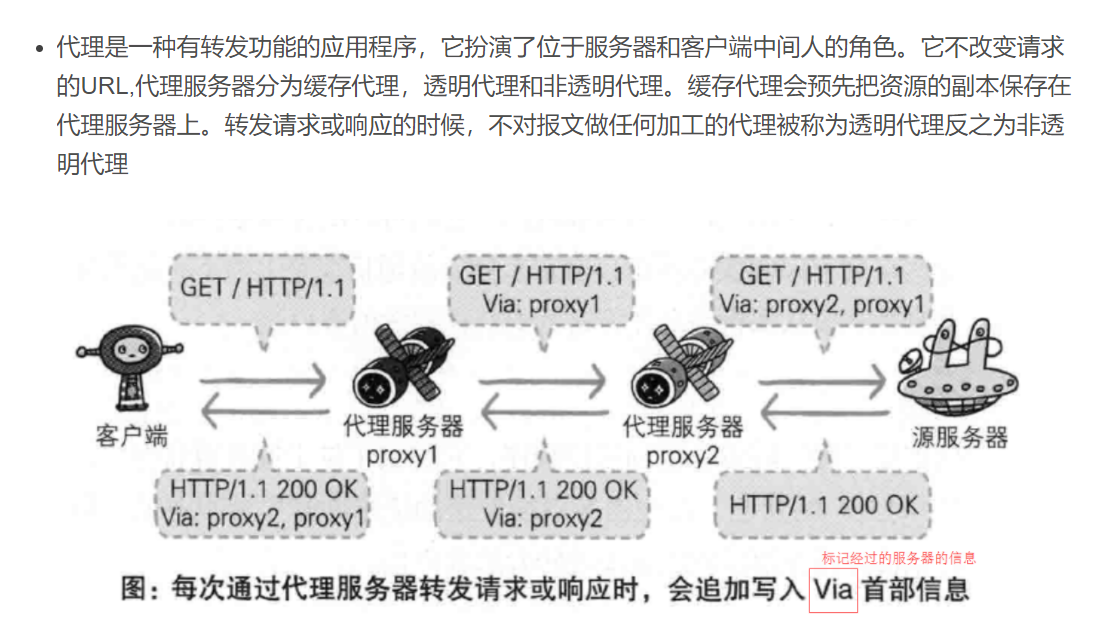 代理是一种有转发功能的应用程序，它扮演了位于服务器和客户端中间人的角色。它不改变请求
的URL,代理服务器分为缓存代理，透明代理和非透明代理。缓存代理会预先把资源的副本保存在
代理服务器上。转发请求或响应的时候，不对报文做任何加工的代理被称为透明代理反之为非透
明代理
GET / HTTP/1.1
GET / HTTP/1.1
Via: proxy1
GET / HTTP/1.1
Via: proxy2, proxy1
客户端
代理服务器
proxy1
代理服务器
proxy2
源服务器
HTTP/1.1 200 OK
Via: proxy2, proxy1
HTTP/1.1 200 OK
Via: proxy2
HTTP/1.1 200 OK
标记经过的服务器的信息
图：每次通过代理服务器转发请求或响应时，会追加写入 Via 首部信息